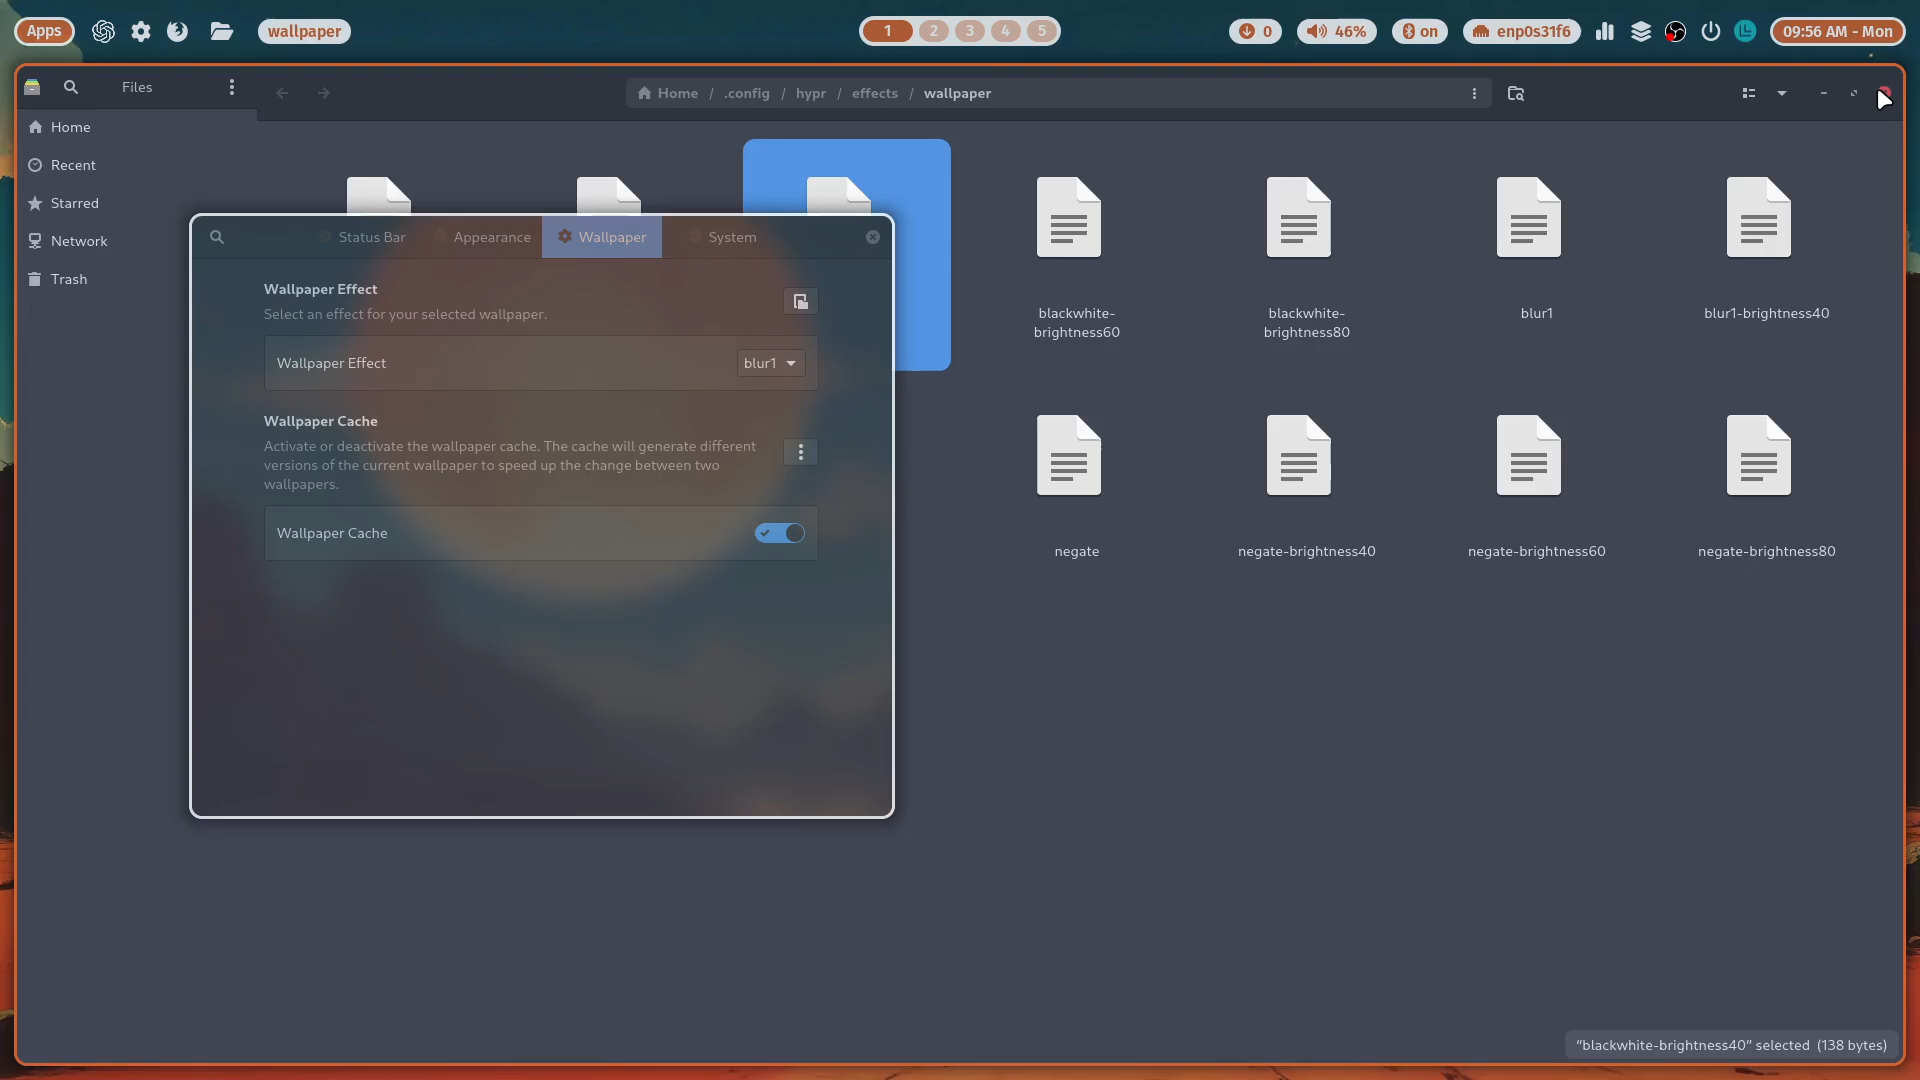 Apps
wallpaper
1 2 3 4 5
0
46%
on
enp0s31f6
09:56 AM - Mon
Files
Home / .config / hypr / effects / wallpaper
Home
Recent
Starred
Network
Trash
blackwhite-
brightness60
blackwhite-
brightness80
blur1
blur1-brightness40
negate
negate-brightness40
negate-brightness60
negate-brightness80
Status Bar
Appearance
Wallpaper
System
Wallpaper Effect
Select an effect for your selected wallpaper.
Wallpaper Effect
blur1
Wallpaper Cache
Activate or deactivate the wallpaper cache. The cache will generate different
versions of the current wallpaper to speed up the change between two
wallpapers.
Wallpaper Cache
"blackwhite-brightness40" selected (138 bytes)